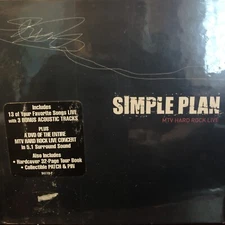 SIMPLE PLAN
MTV HARD ROCK LIVE
Includes
13 of Your Favorite Songs LIVE
with 3 BONUS ACOUSTIC TRACKS
PLUS
A DVD OF THE ENTIRE
MTV HARD ROCK LIVE CONCERT
in 5.1 Surround Sound
Also Includes
• Hardcover 32-Page Tour Book
• Collectible PATCH & PIN